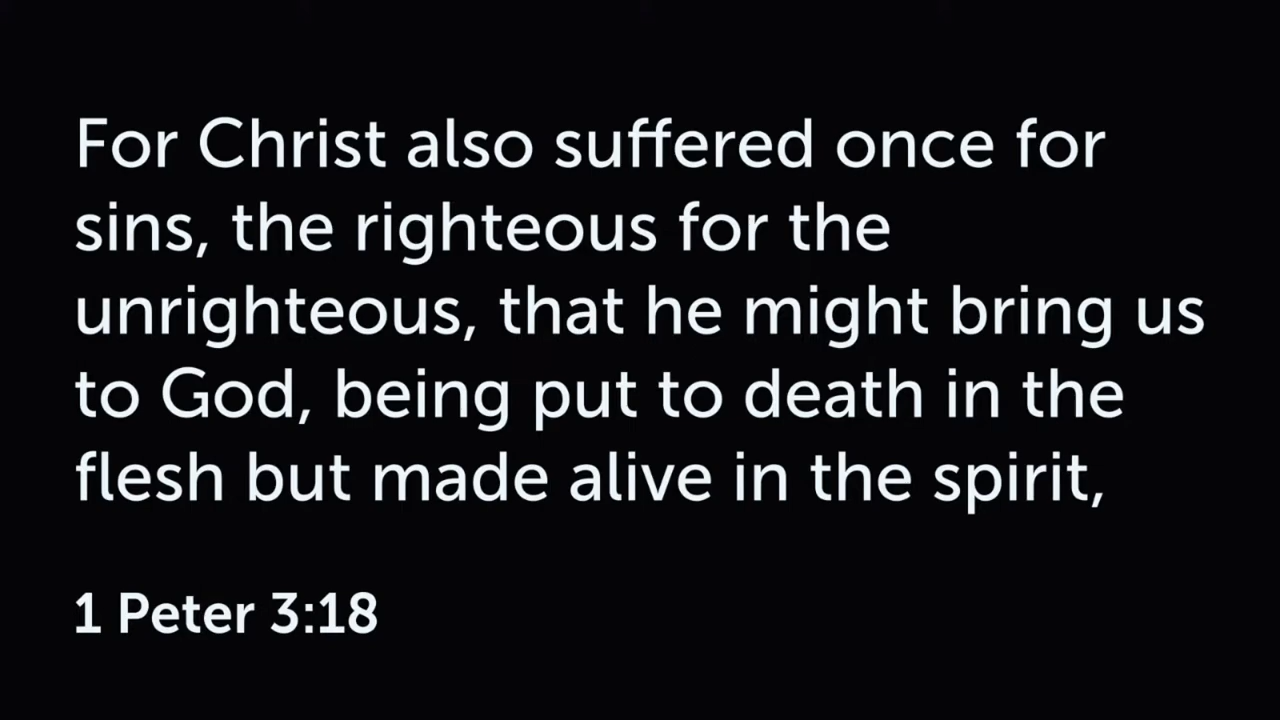 For Christ also suffered once for
sins, the righteous for the
unrighteous, that he might bring us
to God, being put to death in the
flesh but made alive in the spirit,
1 Peter 3:18